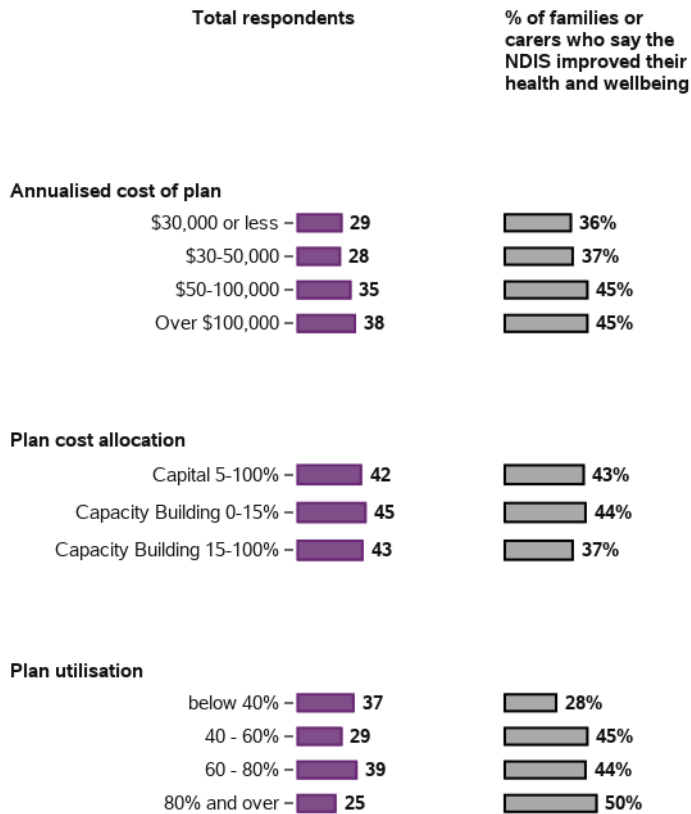 Total respondents
% of families or
carers who say the
NDIS improved their
health and wellbeing
Annualised cost of plan
$30,000 or less 29 36%
$30-50,000 28 37%
$50-100,000 35 45%
Over $100,000 38 45%
Plan cost allocation
Capital 5-100% 42 43%
Capacity Building 0-15% 45 44%
Capacity Building 15-100% 43 37%
Plan utilisation
below 40% 37 28%
40 - 60% 29 45%
60 - 80% 39 44%
80% and over 25 50%